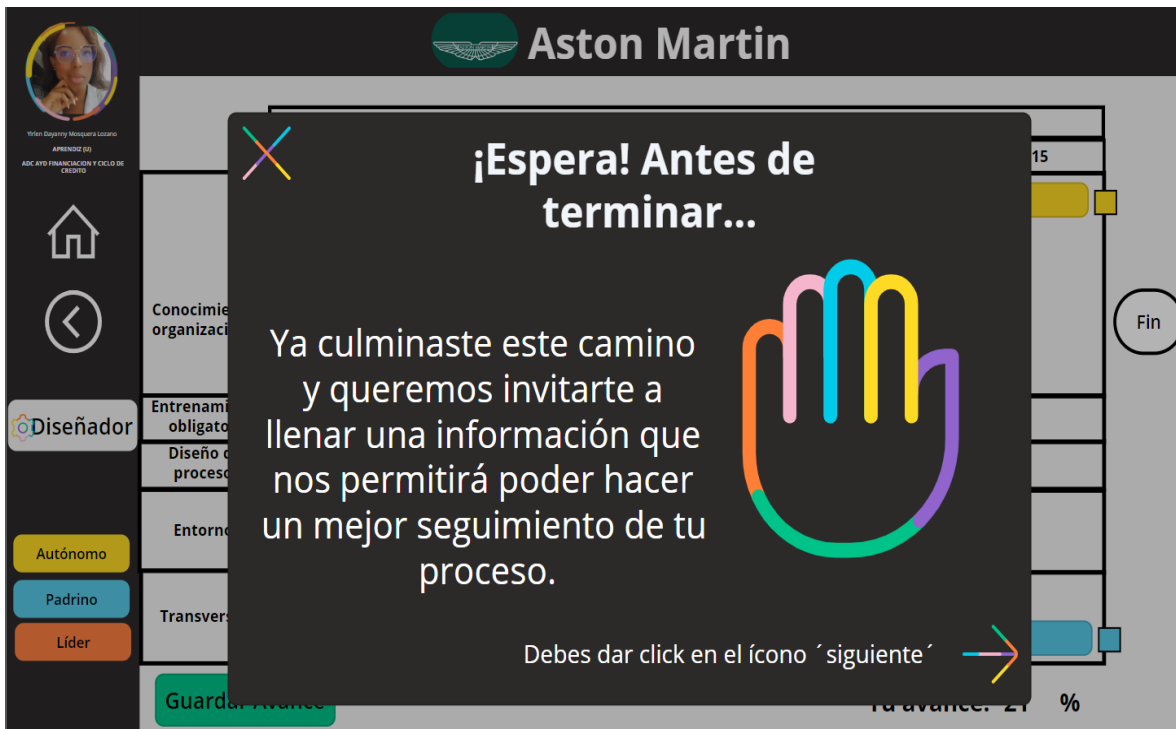 Aston Martin
Yirlen Dayanny Mosquera Lozano
APRENDIZ (U)
ADC AYD FINANCIACION Y CICLO DE
CREDITO
Diseñador
Autónomo
Padrino
Líder
15
Conocimie
organizaci
Entrenami
obligato
Diseño
proces
Entorno
Transvers
Fin
¡Espera! Antes de
terminar...
Ya culminaste este camino
y queremos invitarte a
llenar una información que
nos permitirá poder hacer
un mejor seguimiento de tu
proceso.
Debes dar click en el ícono ´siguiente´
Guardar Avance
Tu avance: 21 %